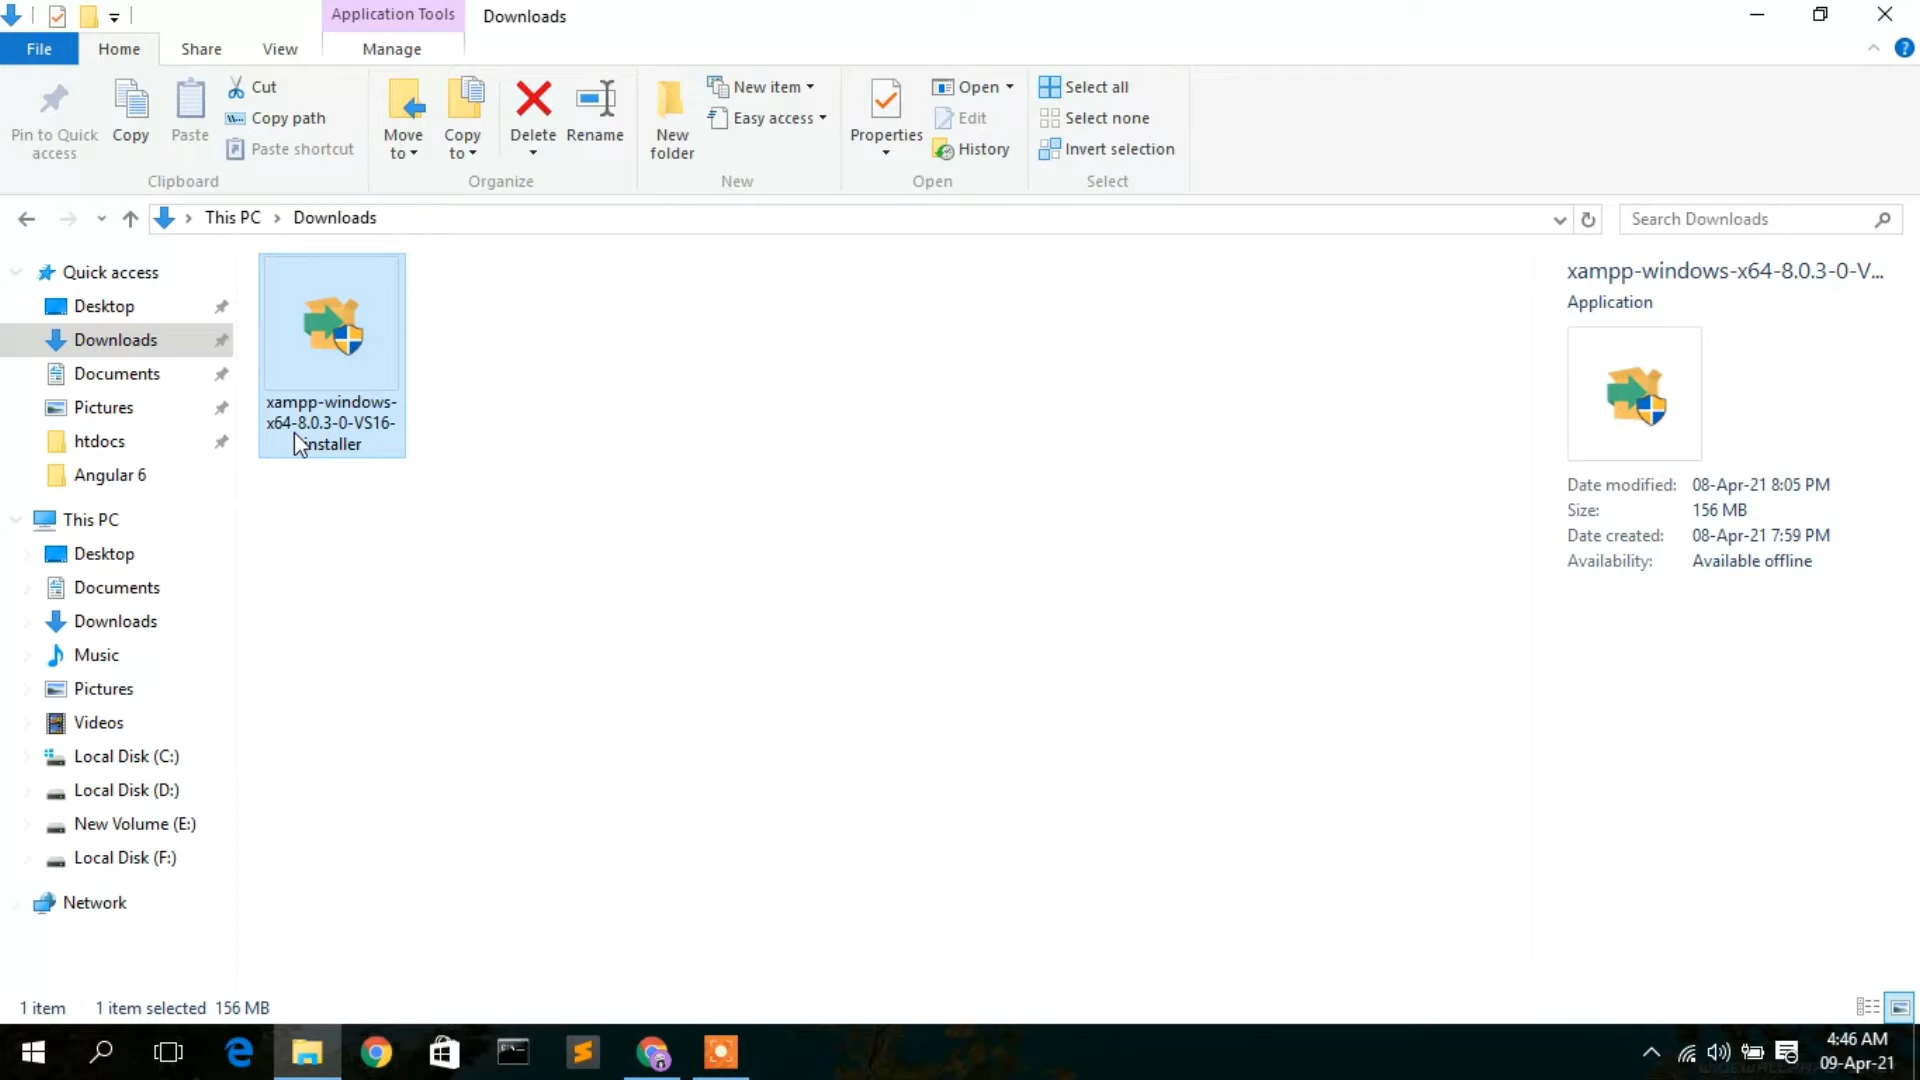 Application Tools
Downloads
File
Home
Share
View
Manage
Pin to Quick
access
Copy
Paste
Cut
Copy path
Paste shortcut
Clipboard
Move
to
Copy
to
Delete
Rename
Organize
New
folder
New item
Easy access
New
Properties
Open
Edit
History
Open
Select all
Select none
Invert selection
Select
This PC
Downloads
Search Downloads
Quick access
Desktop
Downloads
Documents
Pictures
htdocs
Angular 6
This PC
Desktop
Documents
Downloads
Music
Pictures
Videos
Local Disk (C:)
Local Disk (D:)
New Volume (E:)
Local Disk (F:)
Network
xampp-windows-
x64-8.0.3-0-VS16-
installer
xampp-windows-x64-8.0.3-0-V...
Application
Date modified: 08-Apr-21 8:05 PM
Size: 156 MB
Date created: 08-Apr-21 7:59 PM
Availability: Available offline
1 item
1 item selected 156 MB
4:46 AM
09-Apr-21